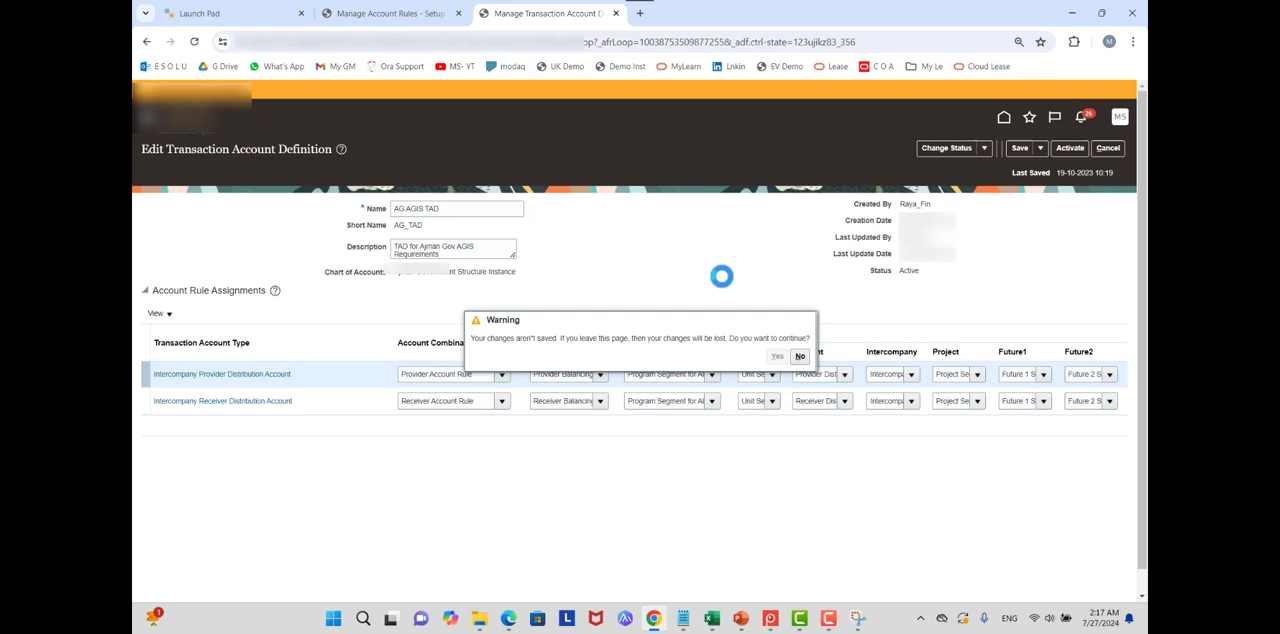 Launch Pad
Manage Account Rules - Setup
Manage Transaction Account D
op?_afrLoop=10038753509877255&_adf.ctrl-state=123ujikz83_356
E S O L U
G Drive
What's App
My GM
Ora Support
MS- YT
modaq
UK Demo
Demo Inst
MyLearn
Lnkin
EV Demo
Lease
C O A
My Le
Cloud Lease
26
MS
Edit Transaction Account Definition
Change Status
Save
Activate
Cancel
Last Saved 19-10-2023 10:19
* Name AG AGIS TAD
Short Name AG_TAD
Description TAD for Ajman Gov AGIS
Requirements
Chart of Accounts
Structure Instance
Created By Raya_Fin
Creation Date
Last Updated By
Last Update Date
Status Active
Account Rule Assignments
View
Warning
Your changes aren"t saved. If you leave this page, then your changes will be lost. Do you want to continue?
Yes No
Transaction Account Type Account Combina Intercompany Project Future1 Future2
Intercompany Provider Distribution Account Provider Account Rule Provider Balancing Program Segment for Al Unit Se Provider Dist Intercomp Project Se Future 1 S Future 2 S
Intercompany Receiver Distribution Account Receiver Account Rule Receiver Balancing Program Segment for Al Unit Se Receiver Dis Intercomp Project Se Future 1 S Future 2 S
1
ENG
2:17 AM
7/27/2024